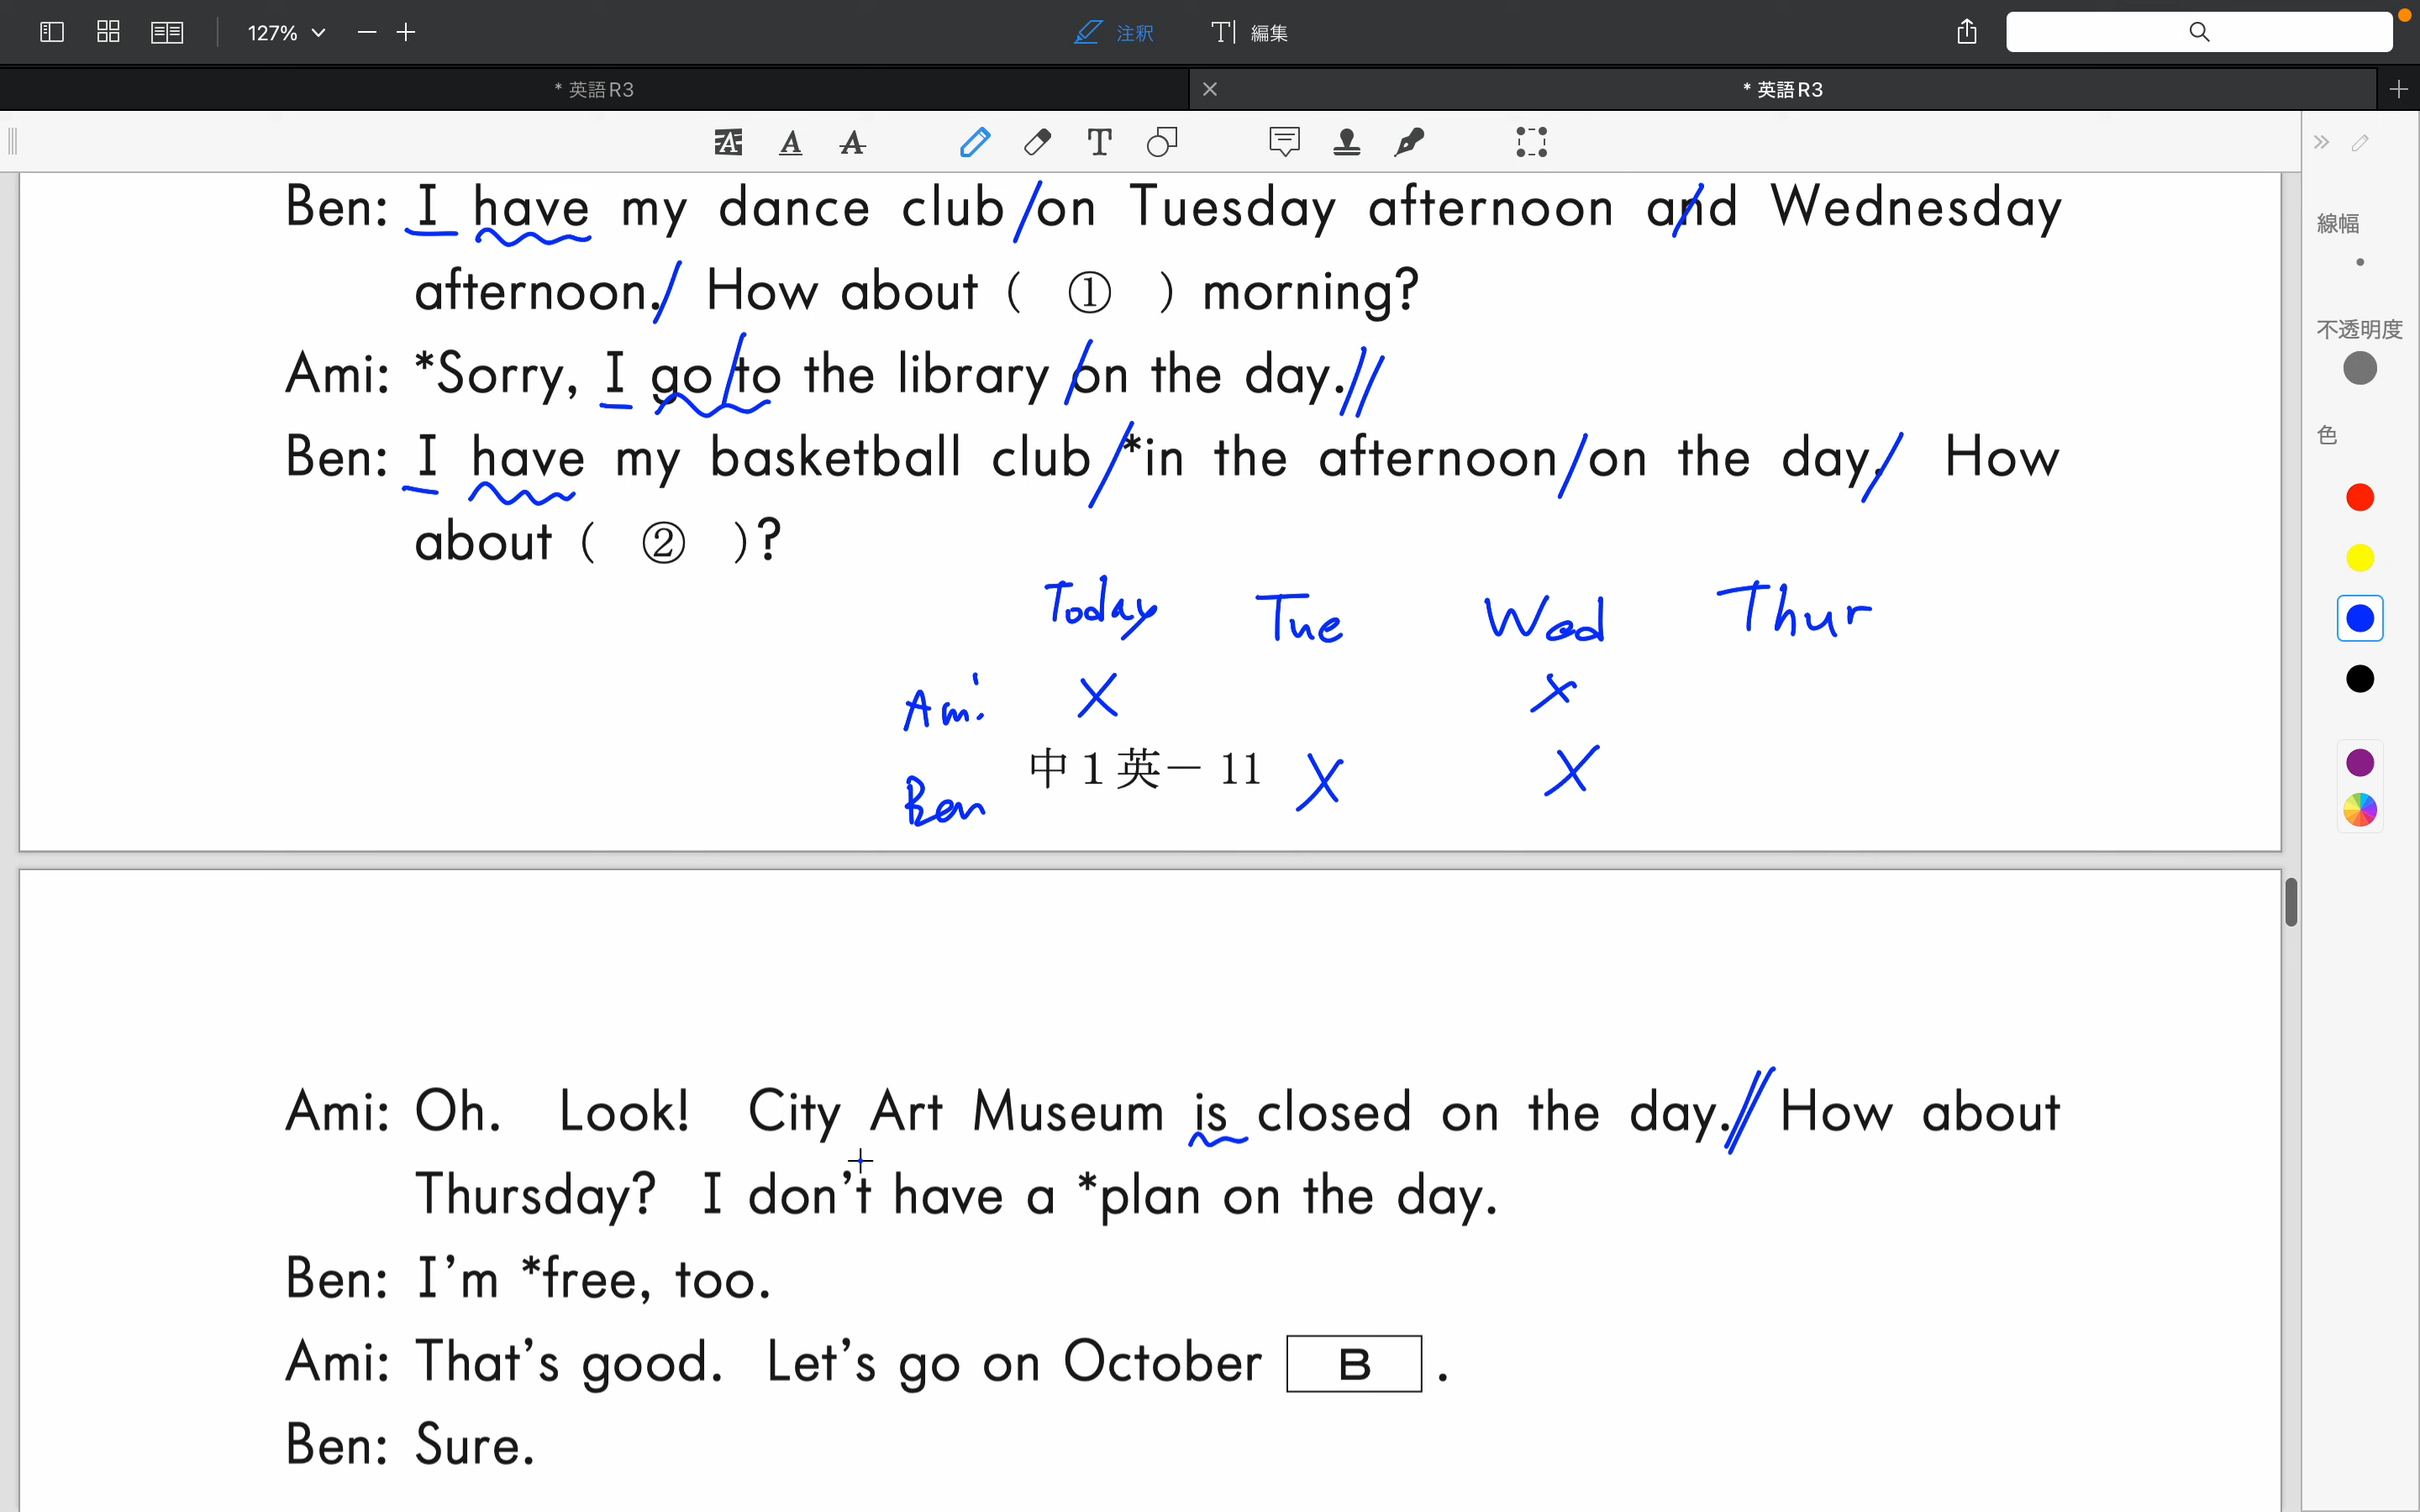 127%
注釈
編集
* 英語R3
* 英語R3
線幅
不透明度
色
Ben: I have my dance club on Tuesday afternoon and Wednesday
afternoon. How about ( ① ) morning?
Ami: *Sorry, I go to the library on the day.
Ben: I have my basketball club *in the afternoon on the day. How
about ( ② )?
Today Tue Wed Thur
Ami X X
Ben X X
中1英－11
Ami: Oh. Look! City Art Museum is closed on the day. How about
Thursday? I don't have a *plan on the day.
Ben: I'm *free, too.
Ami: That's good. Let's go on October B .
Ben: Sure.